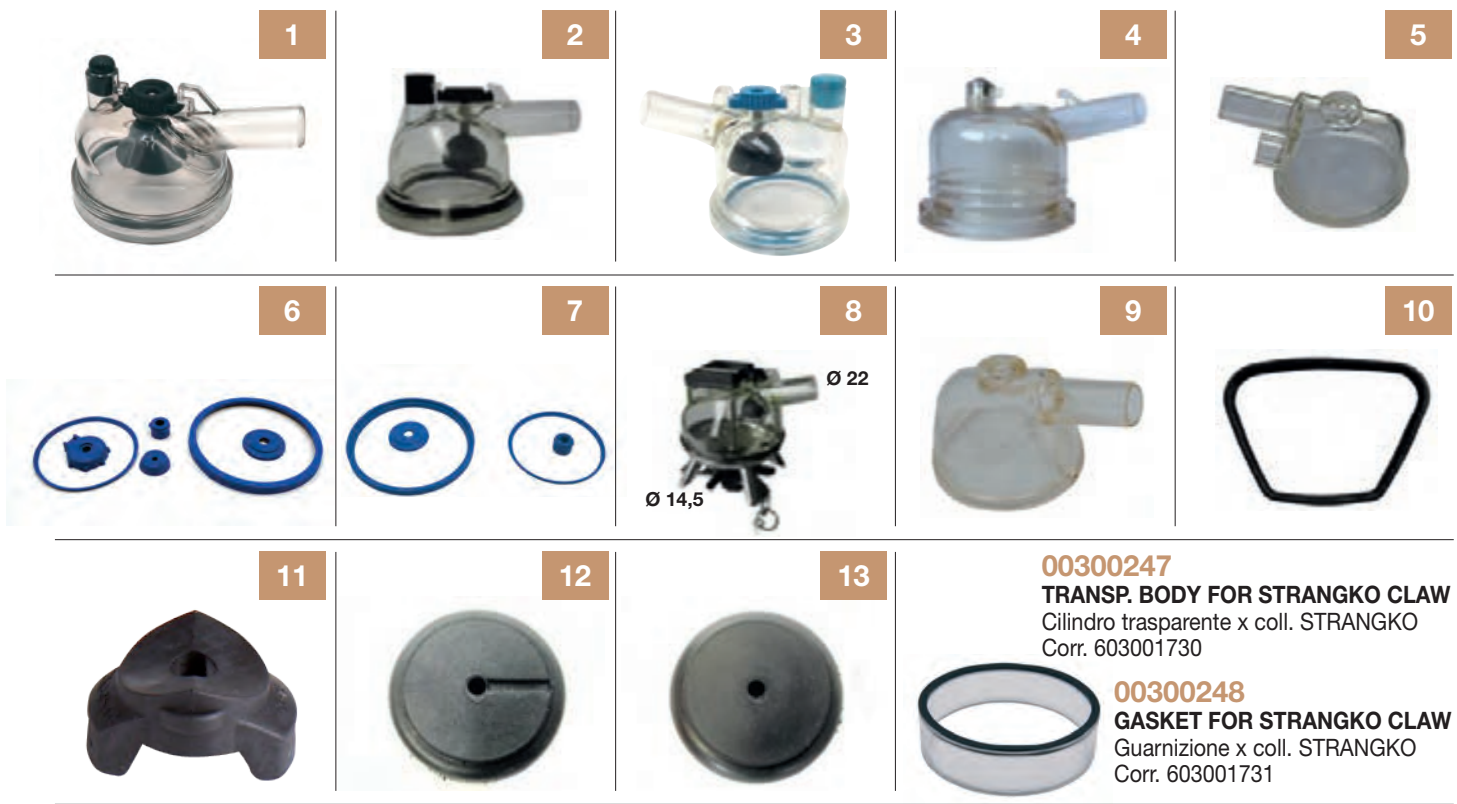 1
2
3
4
5
6
7
8
Ø 22
Ø 14,5
9
10
11
12
13
00300247
TRANSP. BODY FOR STRANGKO CLAW
Cilindro trasparente x coll. STRANGKO
Corr. 603001730
00300248
GASKET FOR STRANGKO CLAW
Guarnizione x coll. STRANGKO
Corr. 603001731